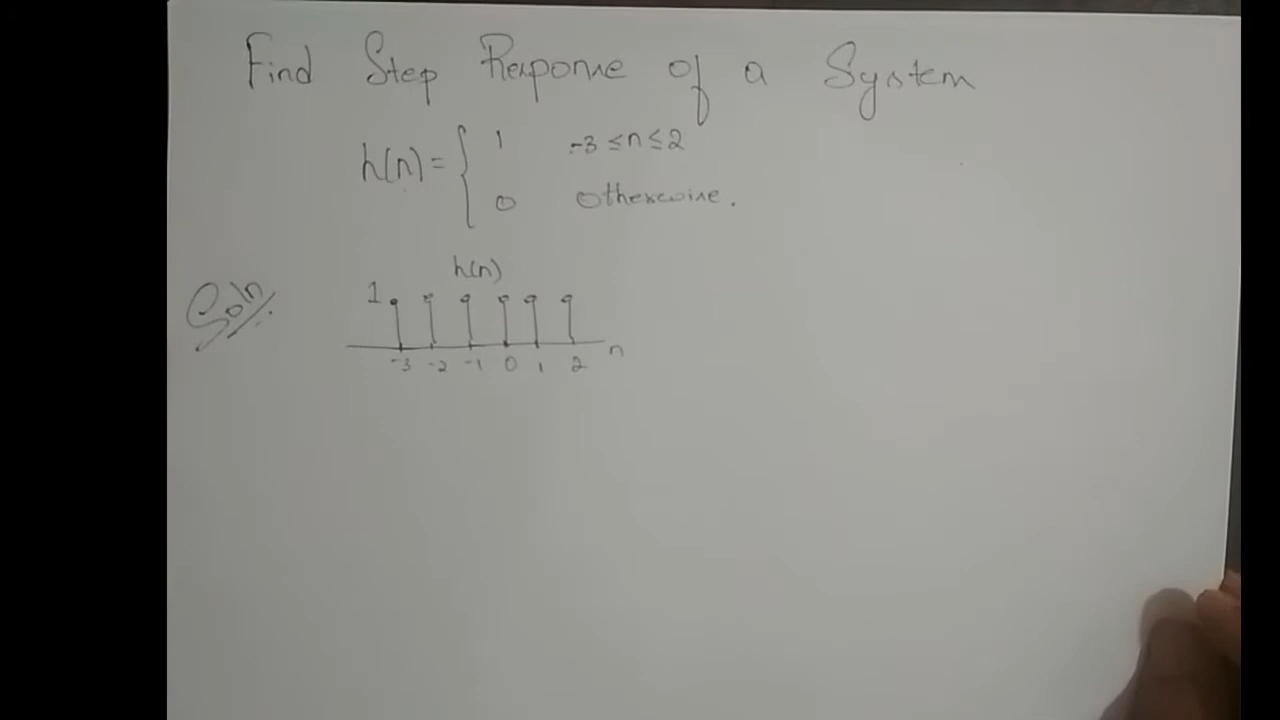 Find Step Response of a System
h(n) = { 1 -3 ≤ n ≤ 2
0 otherwise.
Soln
h(n)
1
-3 -2 -1 0 1 2 n